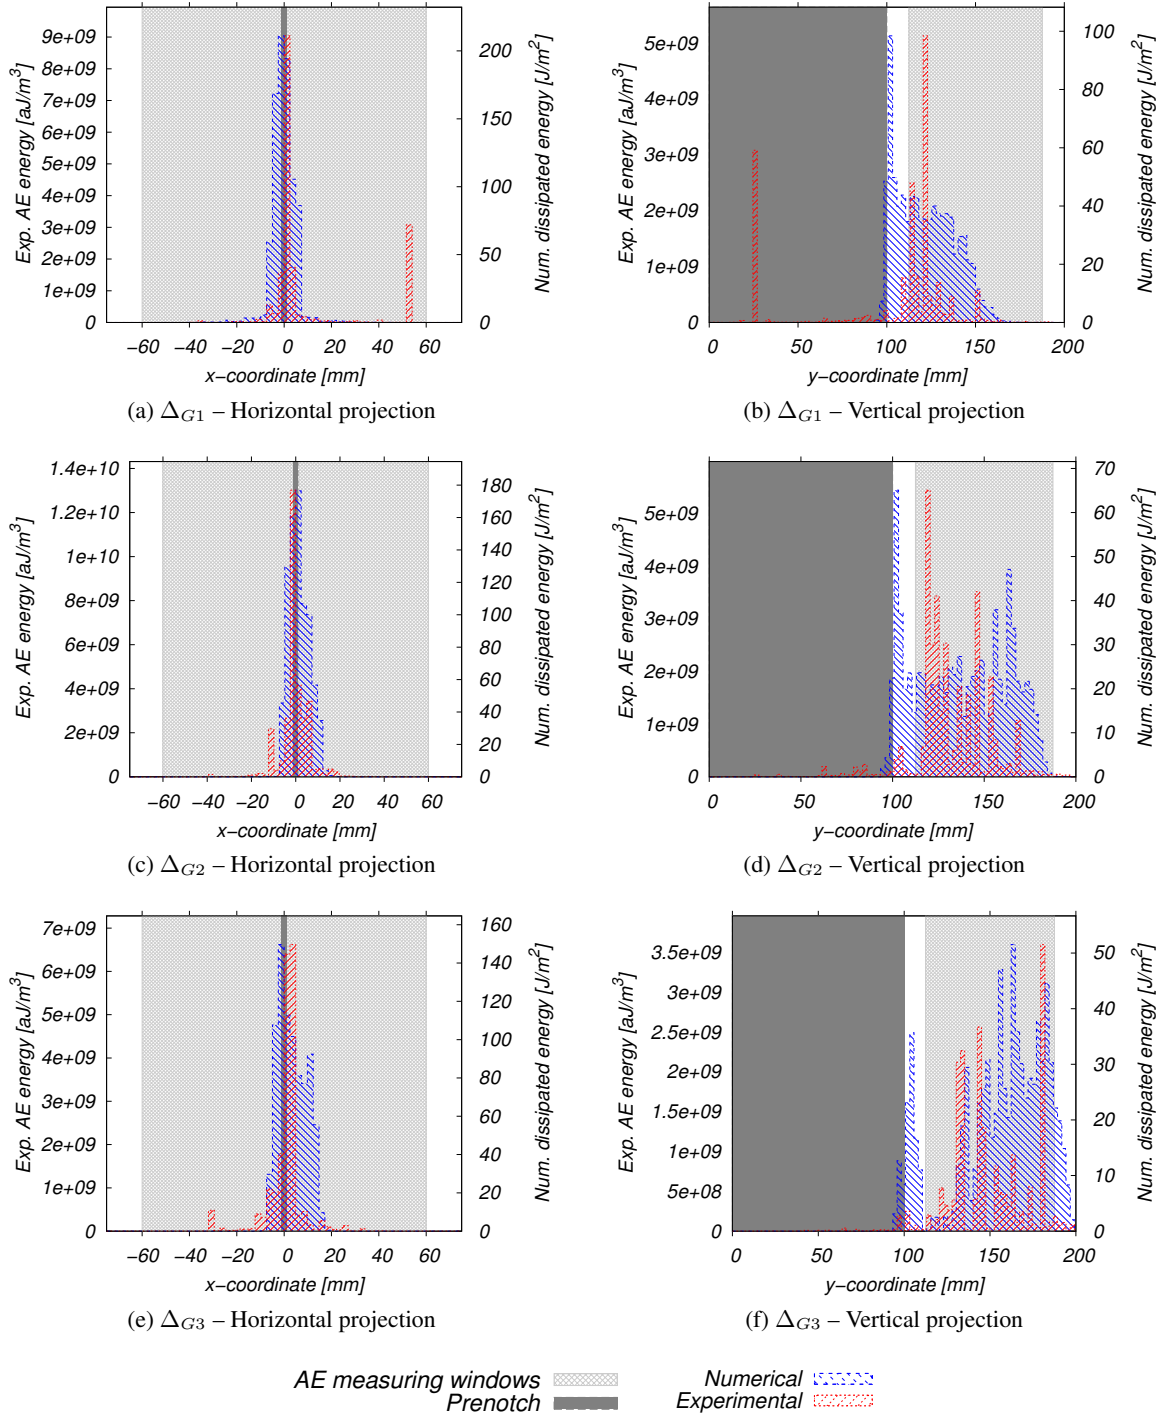 9e+09
8e+09
7e+09
6e+09
5e+09
4e+09
3e+09
2e+09
1e+09
0
Exp. AE energy [aJ/m³]
200
150
100
50
0
Num. dissipated energy [J/m²]
−60 −40 −20 0 20 40 60
x−coordinate [mm]
(a) ΔG1 – Horizontal projection
5e+09
4e+09
3e+09
2e+09
1e+09
0
Exp. AE energy [aJ/m³]
100
80
60
40
20
0
Num. dissipated energy [J/m²]
0 50 100 150 200
y−coordinate [mm]
(b) ΔG1 – Vertical projection
1.4e+10
1.2e+10
1e+10
8e+09
6e+09
4e+09
2e+09
0
Exp. AE energy [aJ/m³]
180
160
140
120
100
80
60
40
20
0
Num. dissipated energy [J/m²]
−60 −40 −20 0 20 40 60
x−coordinate [mm]
(c) ΔG2 – Horizontal projection
5e+09
4e+09
3e+09
2e+09
1e+09
0
Exp. AE energy [aJ/m³]
70
60
50
40
30
20
10
0
Num. dissipated energy [J/m²]
0 50 100 150 200
y−coordinate [mm]
(d) ΔG2 – Vertical projection
7e+09
6e+09
5e+09
4e+09
3e+09
2e+09
1e+09
0
Exp. AE energy [aJ/m³]
160
140
120
100
80
60
40
20
0
Num. dissipated energy [J/m²]
−60 −40 −20 0 20 40 60
x−coordinate [mm]
(e) ΔG3 – Horizontal projection
3.5e+09
3e+09
2.5e+09
2e+09
1.5e+09
1e+09
5e+08
0
Exp. AE energy [aJ/m³]
50
40
30
20
10
0
Num. dissipated energy [J/m²]
0 50 100 150 200
y−coordinate [mm]
(f) ΔG3 – Vertical projection
AE measuring windows
Prenotch
Numerical
Experimental